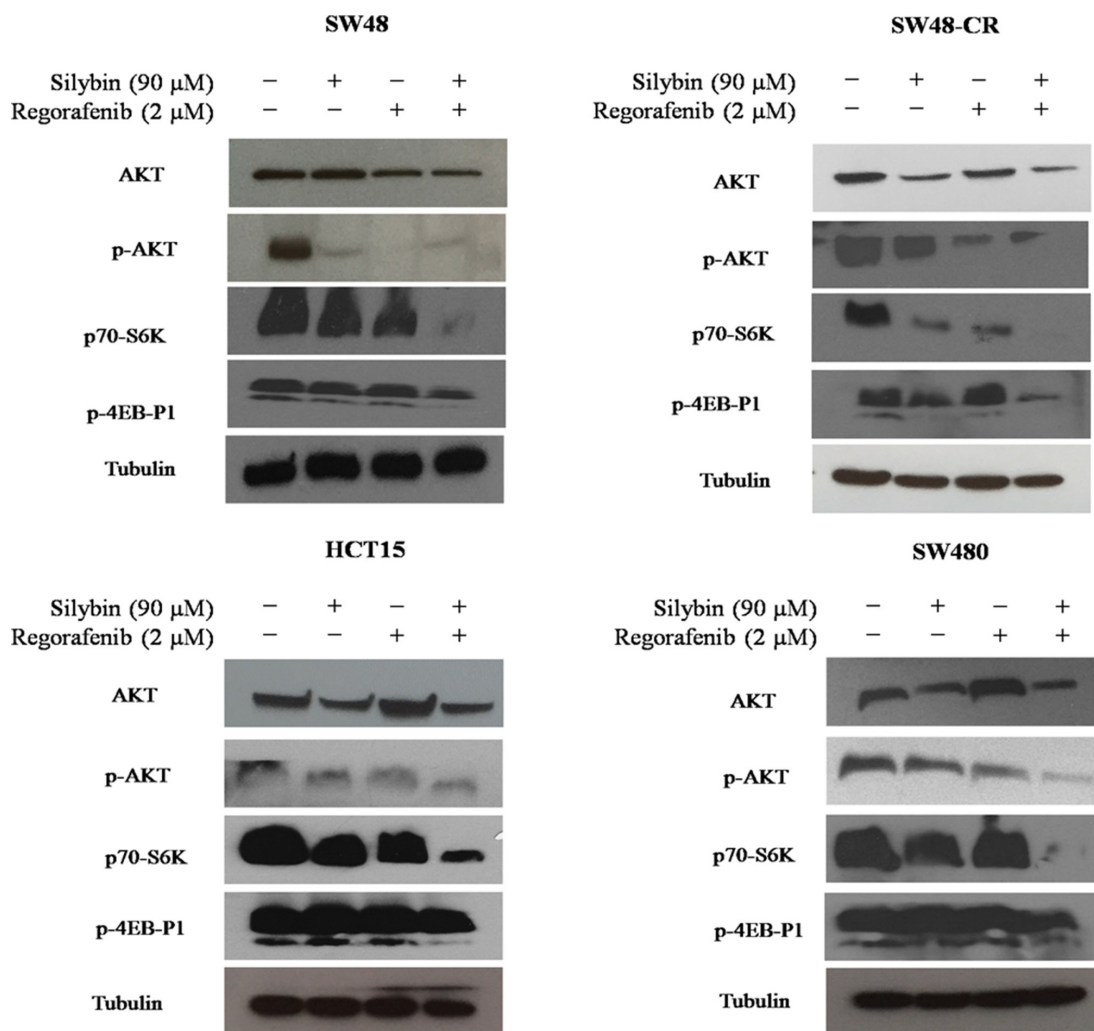 SW48
Silybin (90 μM) − + − +
Regorafenib (2 μM) − − + +
AKT
p-AKT
p70-S6K
p-4EB-P1
Tubulin
SW48-CR
Silybin (90 μM) − + − +
Regorafenib (2 μM) − − + +
AKT
p-AKT
p70-S6K
p-4EB-P1
Tubulin
HCT15
Silybin (90 μM) − + − +
Regorafenib (2 μM) − − + +
AKT
p-AKT
p70-S6K
p-4EB-P1
Tubulin
SW480
Silybin (90 μM) − + − +
Regorafenib (2 μM) − − + +
AKT
p-AKT
p70-S6K
p-4EB-P1
Tubulin